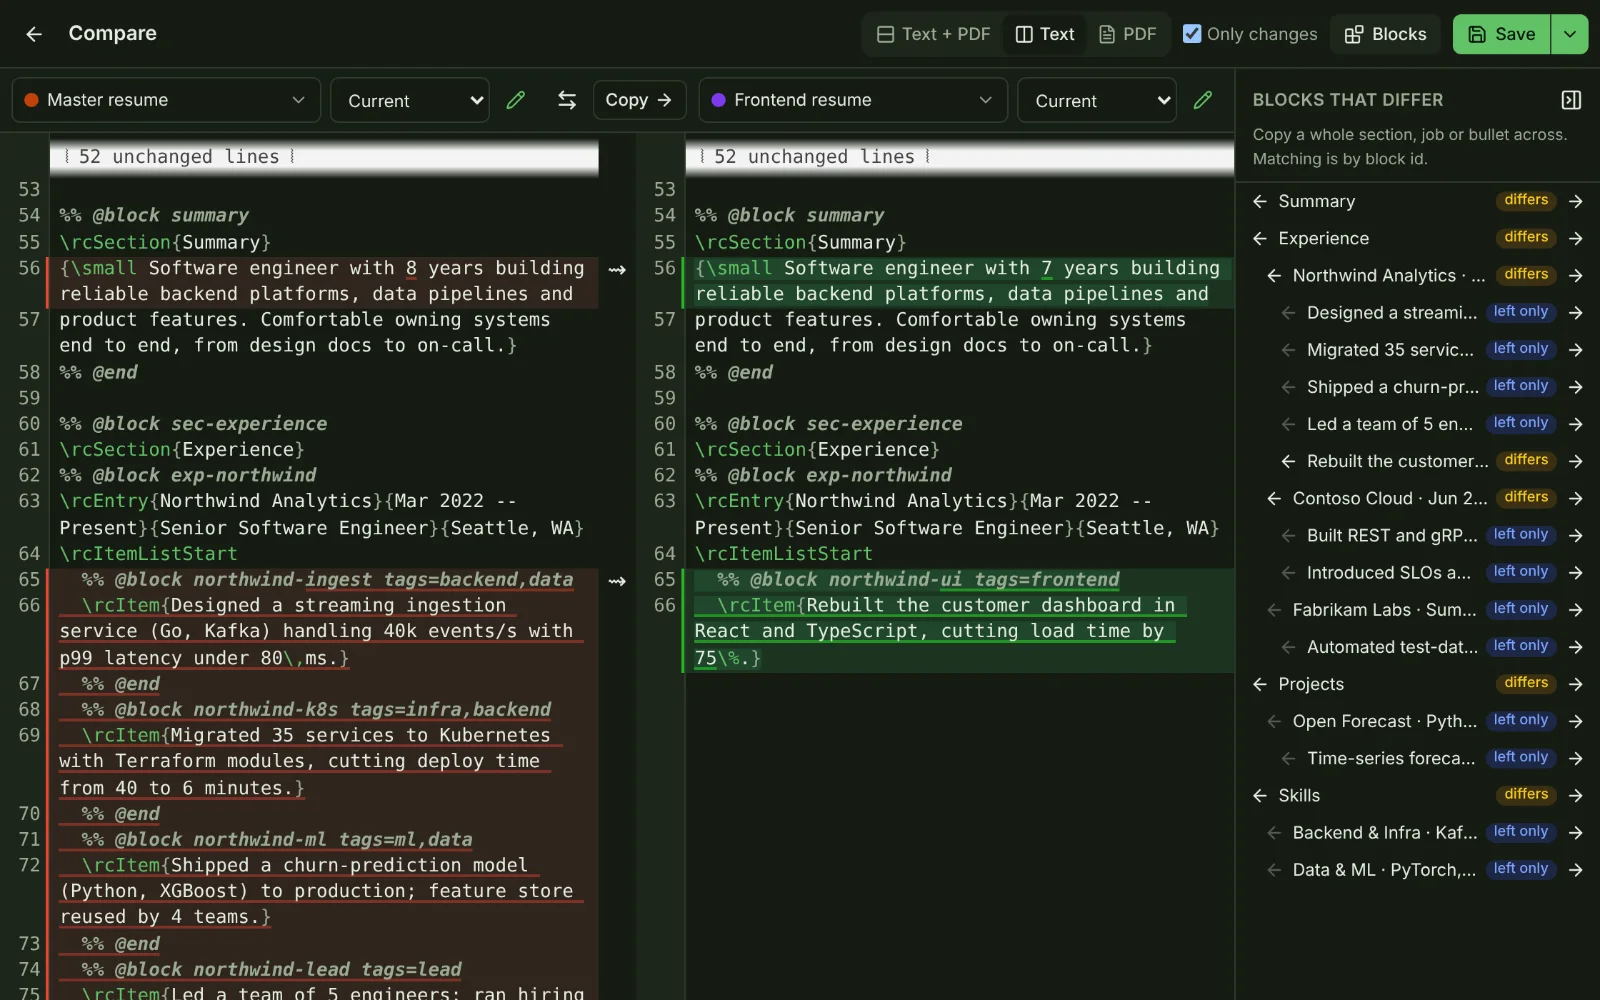 Compare
Text + PDF
Text
PDF
Only changes
Blocks
Save
Master resume
Current
Copy →
Frontend resume
Current
52 unchanged lines
53
54 %% @block summary
55 \rcSection{Summary}
56 {\small Software engineer with 8 years building
reliable backend platforms, data pipelines and
57 product features. Comfortable owning systems
end to end, from design docs to on-call.}
58 %% @end
59
60 %% @block sec-experience
61 \rcSection{Experience}
62 %% @block exp-northwind
63 \rcEntry{Northwind Analytics}{Mar 2022 --
Present}{Senior Software Engineer}{Seattle, WA}
64 \rcItemListStart
65 %% @block northwind-ingest tags=backend,data
66 \rcItem{Designed a streaming ingestion
service (Go, Kafka) handling 40k events/s with
p99 latency under 80\,ms.}
67 %% @end
68 %% @block northwind-k8s tags=infra,backend
69 \rcItem{Migrated 35 services to Kubernetes
with Terraform modules, cutting deploy time
from 40 to 6 minutes.}
70 %% @end
71 %% @block northwind-ml tags=ml,data
72 \rcItem{Shipped a churn-prediction model
(Python, XGBoost) to production; feature store
reused by 4 teams.}
73 %% @end
74 %% @block northwind-lead tags=lead
75 \rcItem{Led a team of 5 engineers; ran hiring
52 unchanged lines
53
54 %% @block summary
55 \rcSection{Summary}
56 {\small Software engineer with 7 years building
reliable backend platforms, data pipelines and
57 product features. Comfortable owning systems
end to end, from design docs to on-call.}
58 %% @end
59
60 %% @block sec-experience
61 \rcSection{Experience}
62 %% @block exp-northwind
63 \rcEntry{Northwind Analytics}{Mar 2022 --
Present}{Senior Software Engineer}{Seattle, WA}
64 \rcItemListStart
65 %% @block northwind-ui tags=frontend
66 \rcItem{Rebuilt the customer dashboard in
React and TypeScript, cutting load time by
75\%.}
BLOCKS THAT DIFFER
Copy a whole section, job or bullet across.
Matching is by block id.
← Summary differs →
← Experience differs →
← Northwind Analytics · ... differs →
← Designed a streami... left only →
← Migrated 35 servic... left only →
← Shipped a churn-pr... left only →
← Led a team of 5 en... left only →
← Rebuilt the customer... differs →
← Contoso Cloud · Jun 2... differs →
← Built REST and gRP... left only →
← Introduced SLOs a... left only →
← Fabrikam Labs · Sum... left only →
← Automated test-dat... left only →
← Projects differs →
← Open Forecast · Pyth... left only →
← Time-series foreca... left only →
← Skills differs →
← Backend & Infra · Kaf... left only →
← Data & ML · PyTorch,... left only →